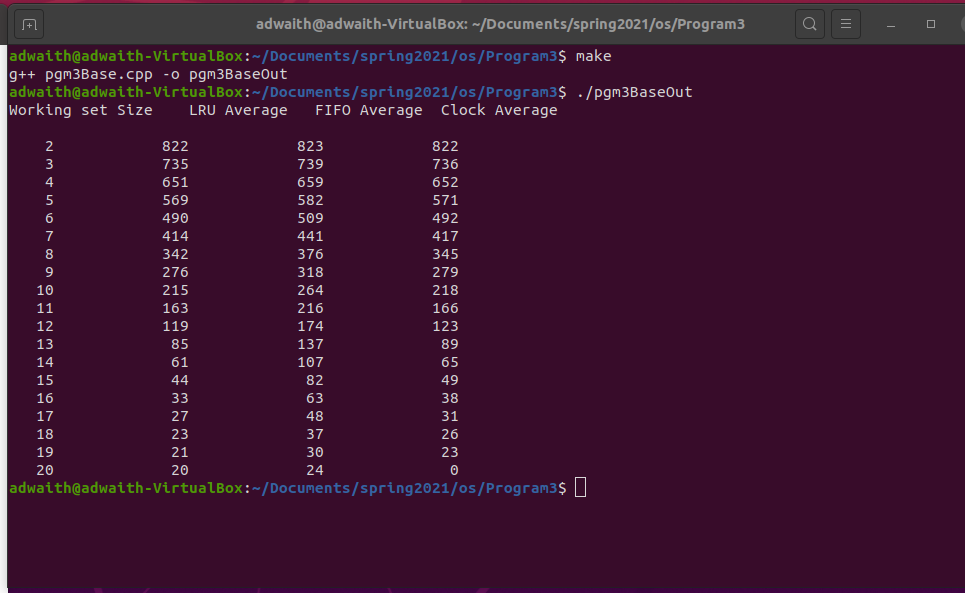 adwaith@adwaith-VirtualBox: ~/Documents/spring2021/os/Program3
adwaith@adwaith-VirtualBox:~/Documents/spring2021/os/Program3$ make
g++ pgm3Base.cpp -o pgm3BaseOut
adwaith@adwaith-VirtualBox:~/Documents/spring2021/os/Program3$ ./pgm3BaseOut
Working set Size    LRU Average   FIFO Average  Clock Average
    2            822            823            822
    3            735            739            736
    4            651            659            652
    5            569            582            571
    6            490            509            492
    7            414            441            417
    8            342            376            345
    9            276            318            279
   10            215            264            218
   11            163            216            166
   12            119            174            123
   13             85            137             89
   14             61            107             65
   15             44             82             49
   16             33             63             38
   17             27             48             31
   18             23             37             26
   19             21             30             23
   20             20             24              0
adwaith@adwaith-VirtualBox:~/Documents/spring2021/os/Program3$